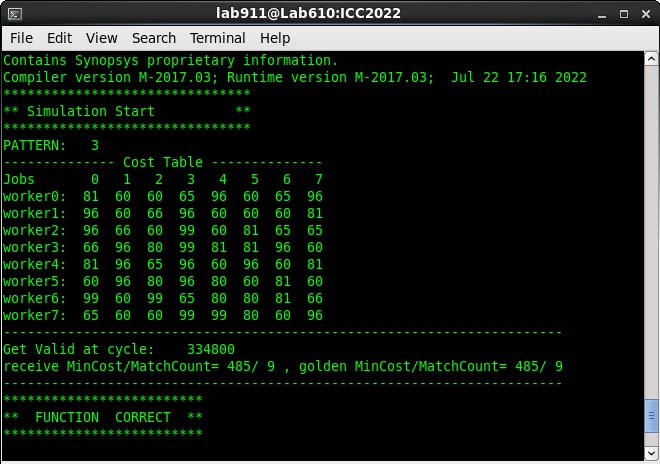 lab911@Lab610:ICC2022
File Edit View Search Terminal Help
Contains Synopsys proprietary information.
Compiler version M-2017.03; Runtime version M-2017.03;  Jul 22 17:16 2022
*******************************
** Simulation Start          **
*******************************
PATTERN:   3
-------------- Cost Table --------------
Jobs       0   1   2   3   4   5   6   7
worker0:  81  60  60  65  96  60  65  96
worker1:  96  60  66  96  60  60  60  81
worker2:  96  66  60  99  60  81  65  65
worker3:  66  96  80  99  81  81  96  60
worker4:  81  96  65  96  60  96  60  81
worker5:  60  96  80  96  80  60  81  60
worker6:  99  60  99  65  80  80  81  66
worker7:  65  60  60  99  99  80  60  96
----------------------------------------------------------------------
Get Valid at cycle:    334800
receive MinCost/MatchCount= 485/ 9 , golden MinCost/MatchCount= 485/ 9
----------------------------------------------------------------------
*************************
**  FUNCTION  CORRECT  **
*************************